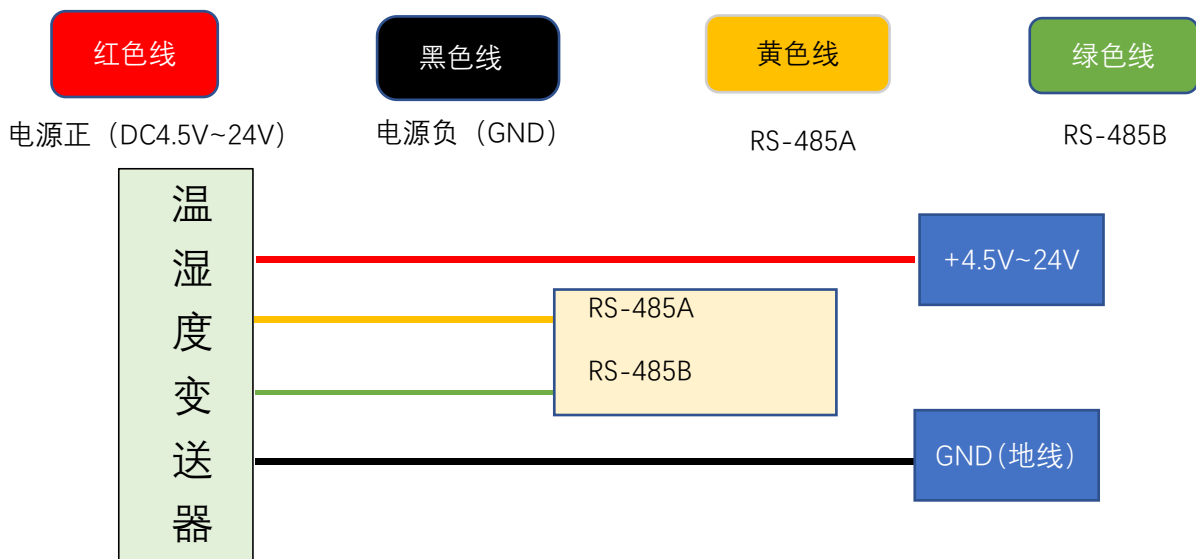 红色线
黑色线
黄色线
绿色线
电源正（DC4.5V~24V）
电源负（GND）
RS-485A
RS-485B
温
湿
度
变
送
器
+4.5V~24V
RS-485A
RS-485B
GND（地线）